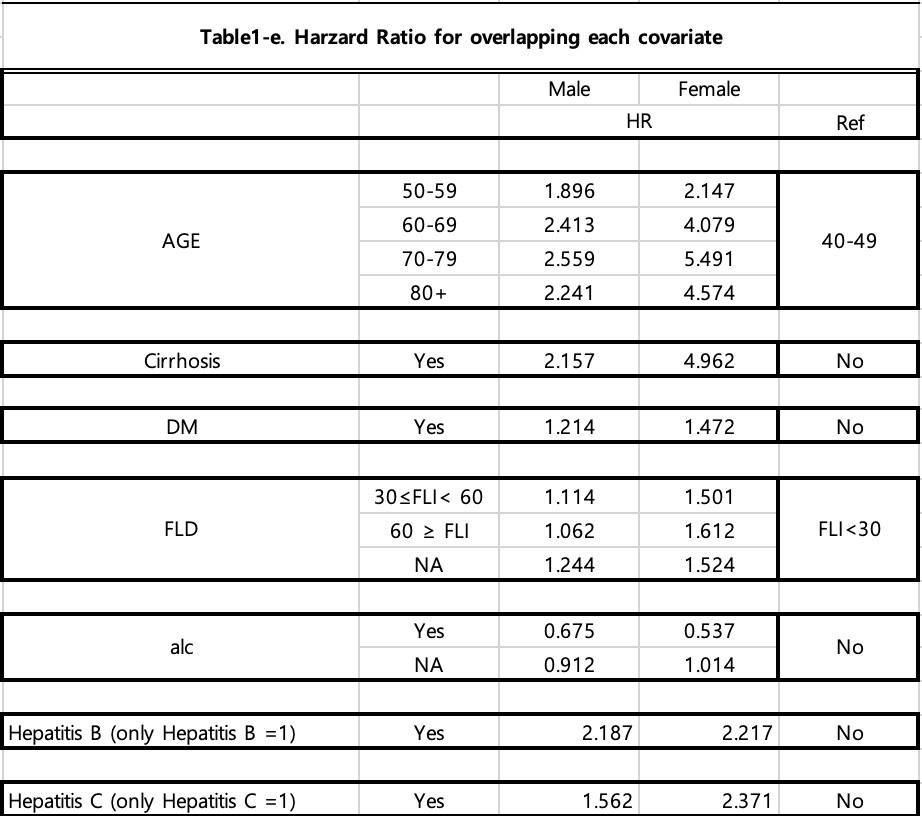 Table1-e. Harzard Ratio for overlapping each covariate
Male Female
HR Ref
50-59 1.896 2.147
60-69 2.413 4.079
AGE 40-49
70-79 2.559 5.491
80+ 2.241 4.574
Cirrhosis Yes 2.157 4.962 No
DM Yes 1.214 1.472 No
30≤FLI< 60 1.114 1.501
FLD 60 ≥ FLI 1.062 1.612 FLI<30
NA 1.244 1.524
Yes 0.675 0.537
alc No
NA 0.912 1.014
Hepatitis B (only Hepatitis B =1) Yes 2.187 2.217 No
Hepatitis C (only Hepatitis C =1) Yes 1.562 2.371 No